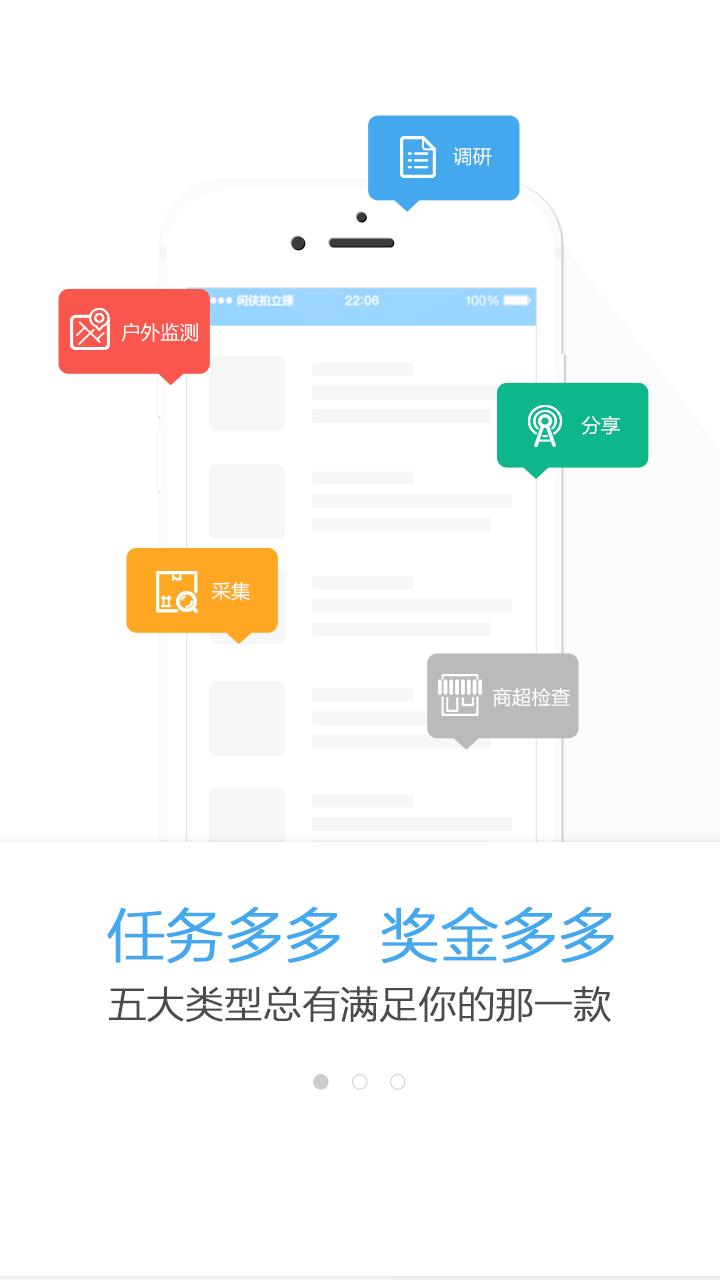 调研
闲侠拍立赚 22:06 100%
户外监测
分享
采集
商超检查
任务多多 奖金多多
五大类型总有满足你的那一款